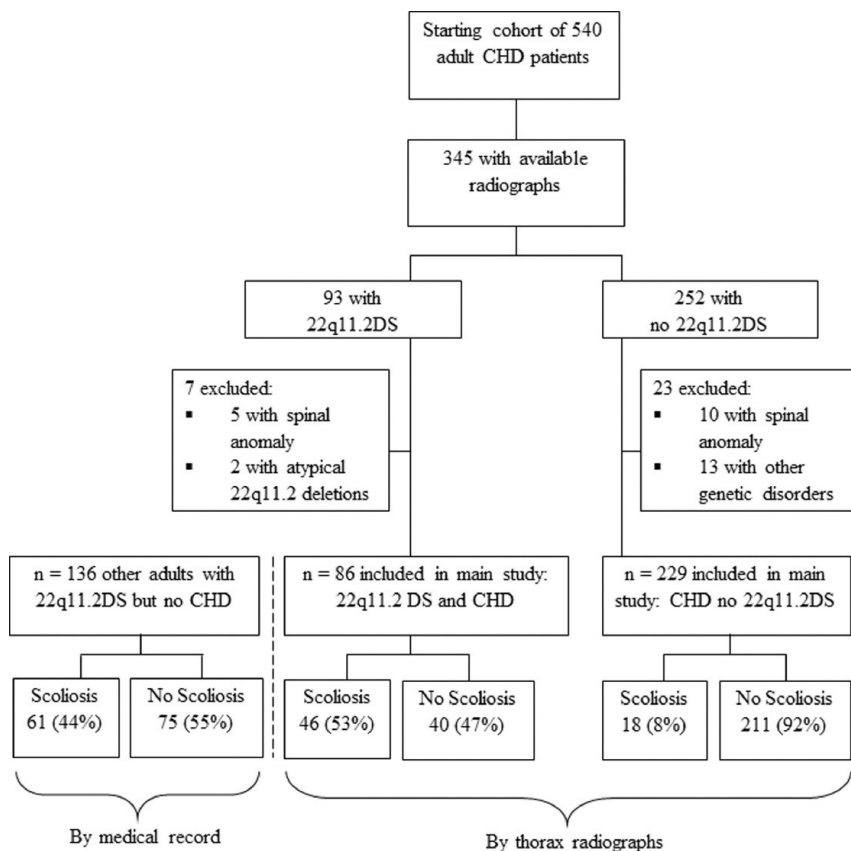 Starting cohort of 540
adult CHD patients
345 with available
radiographs
93 with
22q11.2DS
252 with
no 22q11.2DS
7 excluded:
▪ 5 with spinal
anomaly
▪ 2 with atypical
22q11.2 deletions
23 excluded:
▪ 10 with spinal
anomaly
▪ 13 with other
genetic disorders
n = 136 other adults with
22q11.2DS but no CHD
n = 86 included in main study:
22q11.2 DS and CHD
n = 229 included in main
study: CHD no 22q11.2DS
Scoliosis
61 (44%)
No Scoliosis
75 (55%)
Scoliosis
46 (53%)
No Scoliosis
40 (47%)
Scoliosis
18 (8%)
No Scoliosis
211 (92%)
By medical record
By thorax radiographs